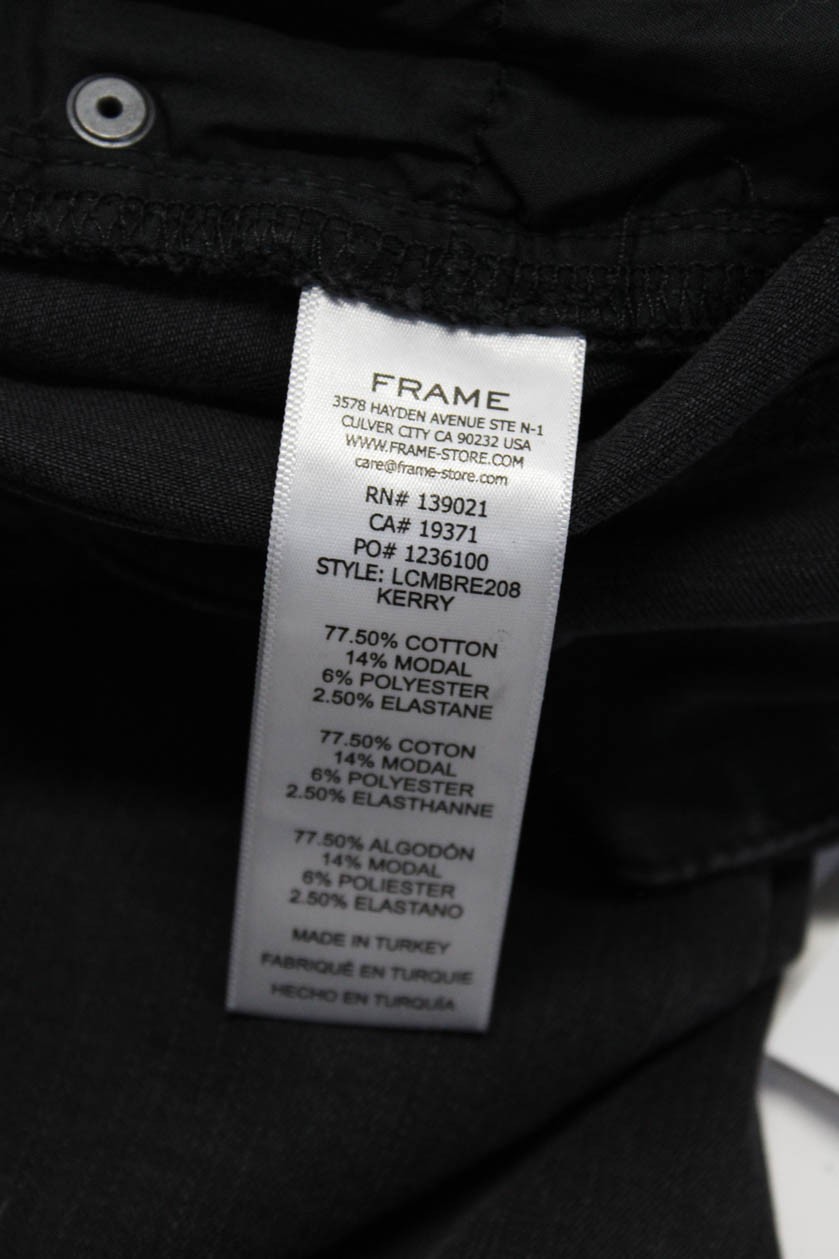 FRAME
3578 HAYDEN AVENUE STE N-1
CULVER CITY CA 90232 USA
WWW.FRAME-STORE.COM
care@frame-store.com
RN# 139021
CA# 19371
PO# 1236100
STYLE: LCMBRE208
KERRY
77.50% COTTON
14% MODAL
6% POLYESTER
2.50% ELASTANE
77.50% COTON
14% MODAL
6% POLYESTER
2.50% ELASTHANNE
77.50% ALGODÓN
14% MODAL
6% POLIESTER
2.50% ELASTANO
MADE IN TURKEY
FABRIQUÉ EN TURQUIE
HECHO EN TURQUÍA